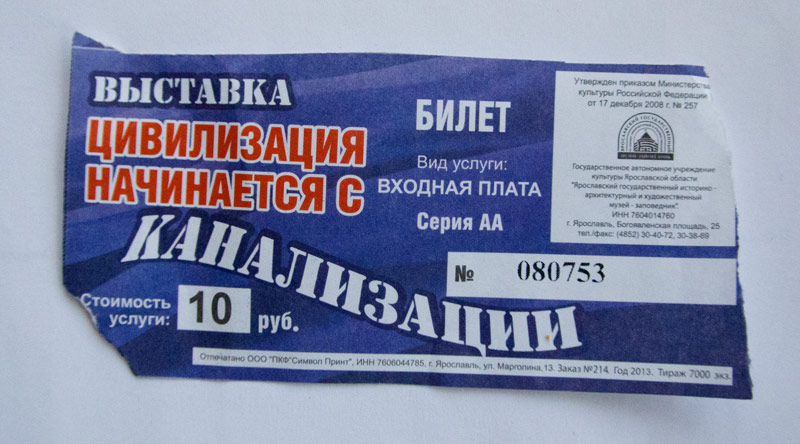 ВЫСТАВКА
ЦИВИЛИЗАЦИЯ
НАЧИНАЕТСЯ С
КАНАЛИЗАЦИИ
Стоимость
услуги:
10 руб.
БИЛЕТ
Вид услуги:
ВХОДНАЯ ПЛАТА
Серия АА
№ 080753
Утвержден приказом Министерс
культуры Российской Федераци
от 17 декабря 2008 г. № 257
Государственное автономное учреждение
культуры Ярославской области
"Ярославский государственный историко -
архитектурный и художественный
музей - заповедник".
ИНН 7604014760
г. Ярославль, Богоявленская площадь, 25
тел./факс: (4852) 30-40-72, 30-38-69
Отпечатано ООО "ПКФ"Символ Принт", ИНН 7606044785, г. Ярославль, ул. Марголина,13. Заказ №214. Год 2013. Тираж 7000 экз.